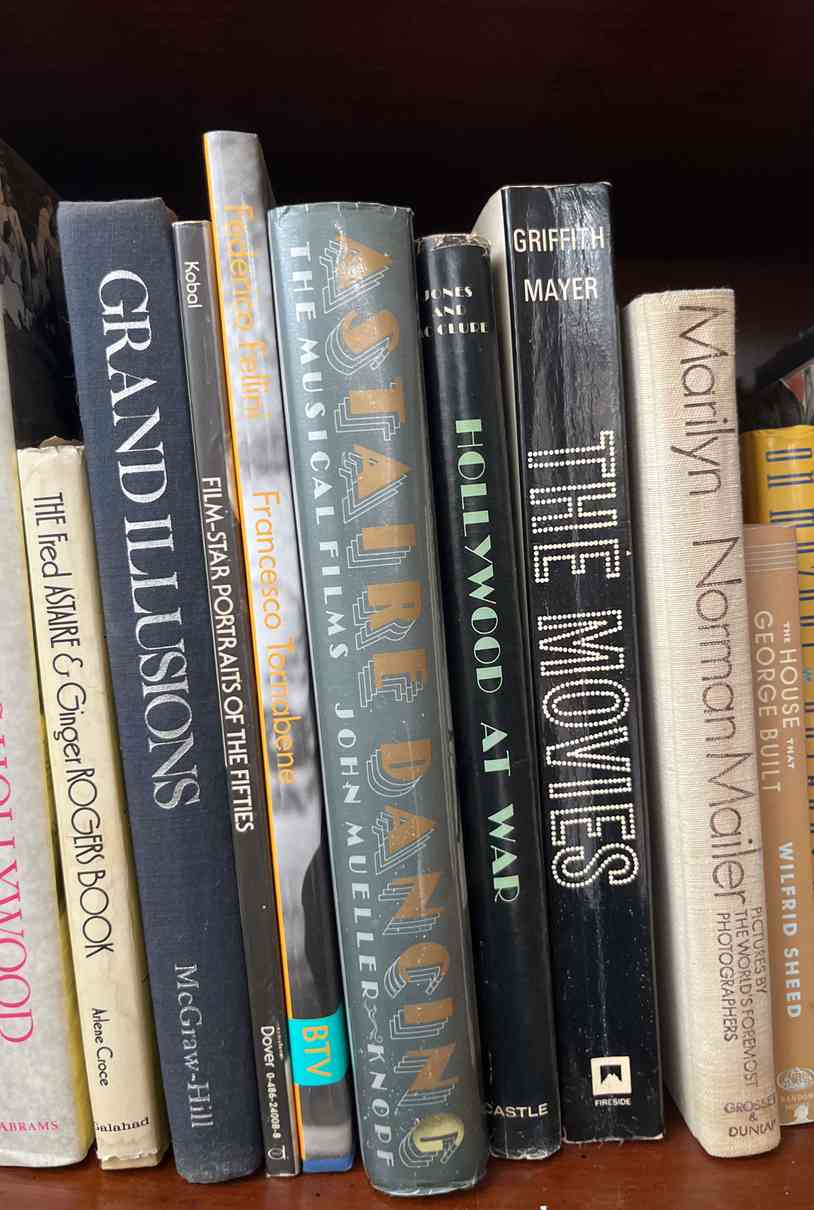 HOLLYWOOD
ABRAMS
THE Fred ASTAIRE & Ginger ROGERS BOOK
Arlene Croce
Galahad
GRAND ILLUSIONS
McGraw-Hill
Kobal
FILM-STAR PORTRAITS OF THE FIFTIES
Dover 0-486-24008-8
Federico Fellini
Francesco Tornabene
BTV
ASTAIRE DANCING
THE MUSICAL FILMS JOHN MUELLER KNOPF
JONES
AND
MC CLURE
HOLLYWOOD AT WAR
CASTLE
GRIFFITH
MAYER
THE MOVIES
FIRESIDE
Marilyn Norman Mailer
PICTURES BY
THE WORLD'S FOREMOST
PHOTOGRAPHERS
GROSSET
&
DUNLAP
THE HOUSE THAT
GEORGE BUILT
WILFRID SHEED
RANDOM